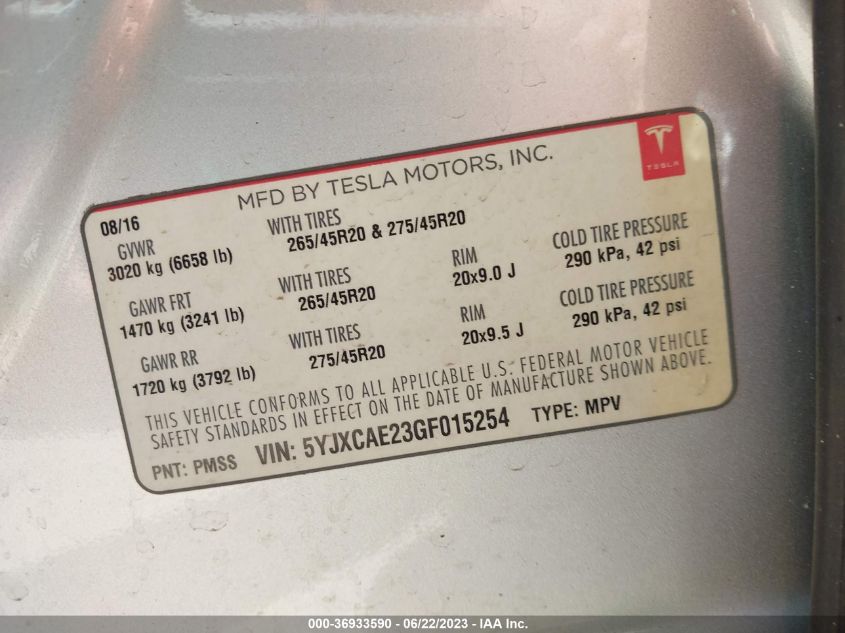 MFD BY TESLA MOTORS, INC.
TESLA
08/16
GVWR WITH TIRES
3020 kg (6658 lb) 265/45R20 & 275/45R20
GAWR FRT WITH TIRES RIM COLD TIRE PRESSURE
1470 kg (3241 lb) 265/45R20 20x9.0 J 290 kPa, 42 psi
GAWR RR WITH TIRES RIM COLD TIRE PRESSURE
1720 kg (3792 lb) 275/45R20 20x9.5 J 290 kPa, 42 psi
THIS VEHICLE CONFORMS TO ALL APPLICABLE U.S. FEDERAL MOTOR VEHICLE
SAFETY STANDARDS IN EFFECT ON THE DATE OF MANUFACTURE SHOWN ABOVE.
PNT: PMSS VIN: 5YJXCAE23GF015254 TYPE: MPV
000-36933590 - 06/22/2023 - IAA Inc.